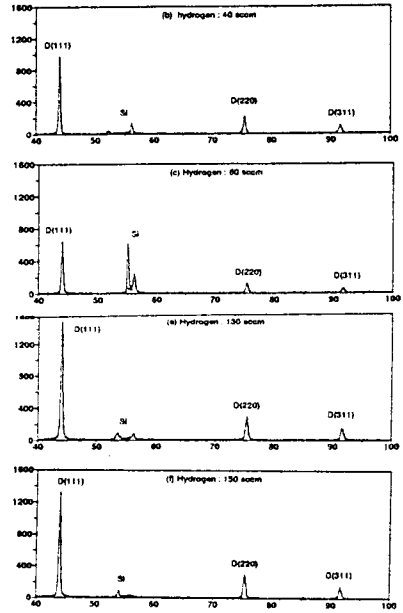 1600
(b) hydrogen : 40 sccm
D(111)
1200
800
D(220)
Si
D(311)
400
0
40 50 60 70 80 90 100
1600
(c) Hydrogen : 60 sccm
1200
D(111)
Si
800
D(220)
D(311)
400
0
40 50 60 70 80 90 100
1600
D(111)
(e) Hydrogen : 130 sccm
1200
800
D(220)
D(311)
Si
400
0
40 50 60 70 80 90 100
1600
D(111)
(f) Hydrogen : 150 sccm
1200
800
D(220)
Si
D(311)
400
0
40 50 60 70 80 90 100